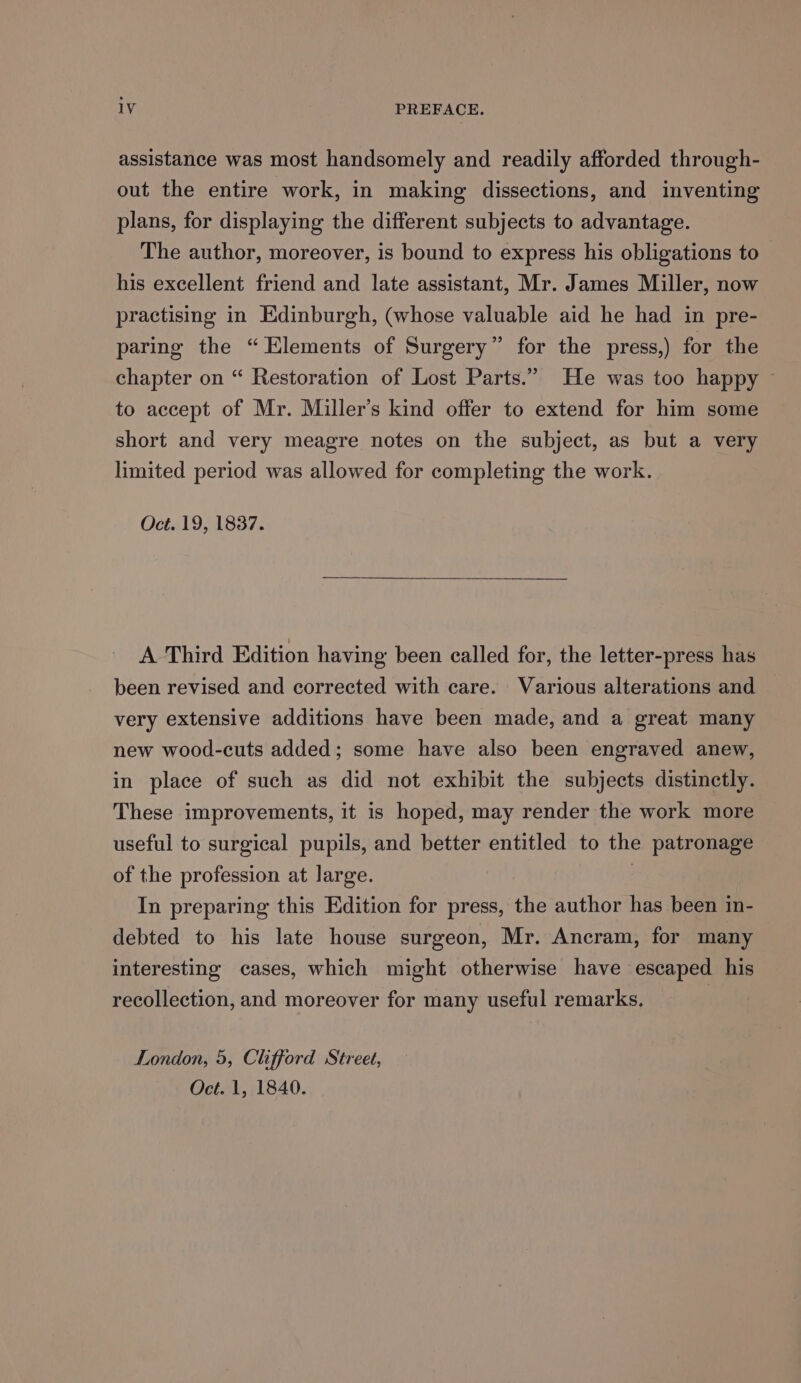 iv PREFACE.
assistance was most handsomely and readily afforded through-
out the entire work, in making dissections, and inventing
plans, for displaying the different subjects to advantage.
The author, moreover, is bound to express his obligations to
his excellent friend and late assistant, Mr. James Miller, now
practising in Edinburgh, (whose valuable aid he had in pre-
paring the “Elements of Surgery” for the press,) for the
chapter on “Restoration of Lost Parts.” He was too happy
to accept of Mr. Miller’s kind offer to extend for him some
short and very meagre notes on the subject, as but a very
limited period was allowed for completing the work.
Oct. 19, 1837.
A Third Edition having been called for, the letter-press has
been revised and corrected with care. Various alterations and
very extensive additions have been made, and a great many
new wood-cuts added; some have also been engraved anew,
in place of such as did not exhibit the subjects distinctly.
These improvements, it is hoped, may render the work more
useful to surgical pupils, and better entitled to the patronage
of the profession at large.
In preparing this Edition for press, the author has been in-
debted to his late house surgeon, Mr. Ancram, for many
interesting cases, which might otherwise have escaped his
recollection, and moreover for many useful remarks.
London, 5, Clifford Street,
Oct. 1, 1840.